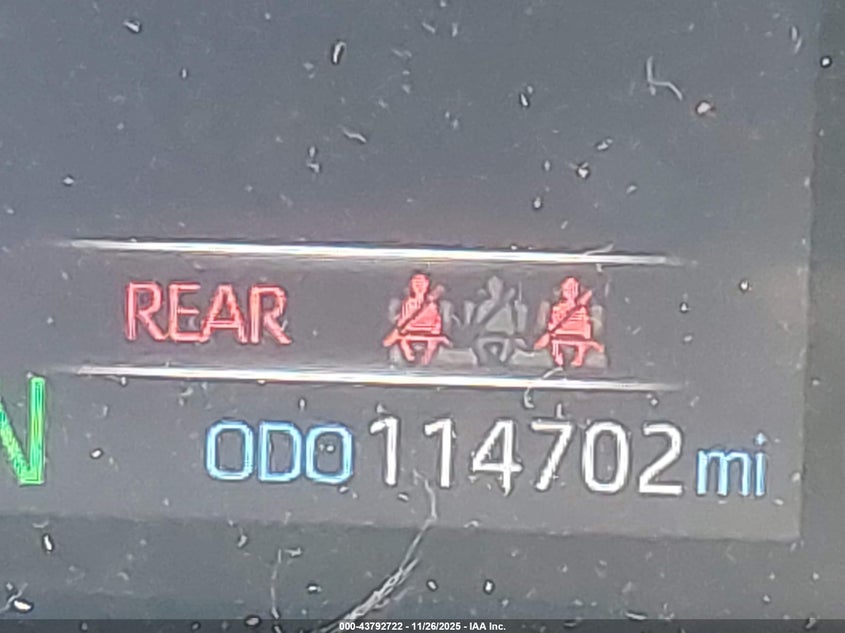 REAR
N
ODO 114702 mi
000-43792722 - 11/26/2025 - IAA Inc.